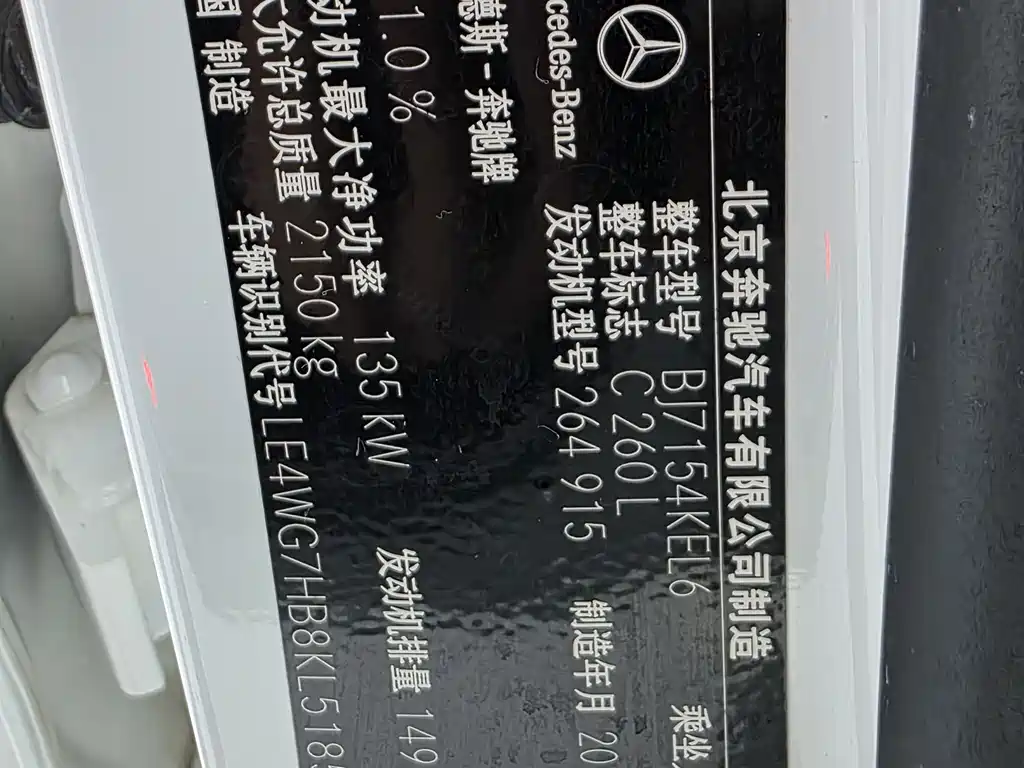 北京奔驰汽车有限公司制造
cedes-Benz
整车型号 BJ7154KEL6 乘坐
整车标志 C 260 L
发动机型号 264 915 制造年月 20
德斯-奔驰牌
1.0 %
动机最大净功率 135 kW 发动机排量 149
允许总质量 2150 kg
车辆识别代号 LE4WG7HB8KL518
国 制造